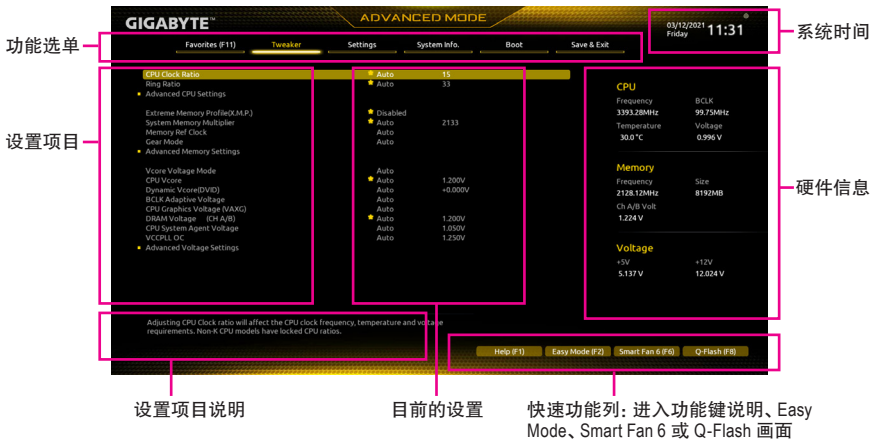 GIGABYTE™
ADVANCED MODE
03/12/2021
Friday
11:31
系统时间
功能选单
Favorites (F11) Tweaker Settings System Info. Boot Save & Exit
设置项目
CPU Clock Ratio Auto 15
Ring Ratio Auto 33
Advanced CPU Settings
Extreme Memory Profile(X.M.P.) Disabled
System Memory Multiplier Auto 2133
Memory Ref Clock Auto
Gear Mode Auto
Advanced Memory Settings
Vcore Voltage Mode Auto
CPU Vcore Auto 1.200V
Dynamic Vcore(DVID) Auto +0.000V
BCLK Adaptive Voltage Auto
CPU Graphics Voltage (VAXG) Auto
DRAM Voltage (CH A/B) Auto 1.200V
CPU System Agent Voltage Auto 1.050V
VCCPLL OC Auto 1.250V
Advanced Voltage Settings
CPU
Frequency BCLK
3393.28MHz 99.75MHz
Temperature Voltage
30.0 °C 0.996 V
Memory
Frequency Size
2128.12MHz 8192MB
Ch A/B Volt
1.224 V
Voltage
+5V +12V
5.137 V 12.024 V
硬件信息
Adjusting CPU Clock ratio will affect the CPU clock frequency, temperature and voltage
requirements. Non-K CPU models have locked CPU ratios.
Help (F1) Easy Mode (F2) Smart Fan 6 (F6) Q-Flash (F8)
设置项目说明
目前的设置
快速功能列: 进入功能键说明、Easy
Mode、Smart Fan 6 或 Q-Flash 画面